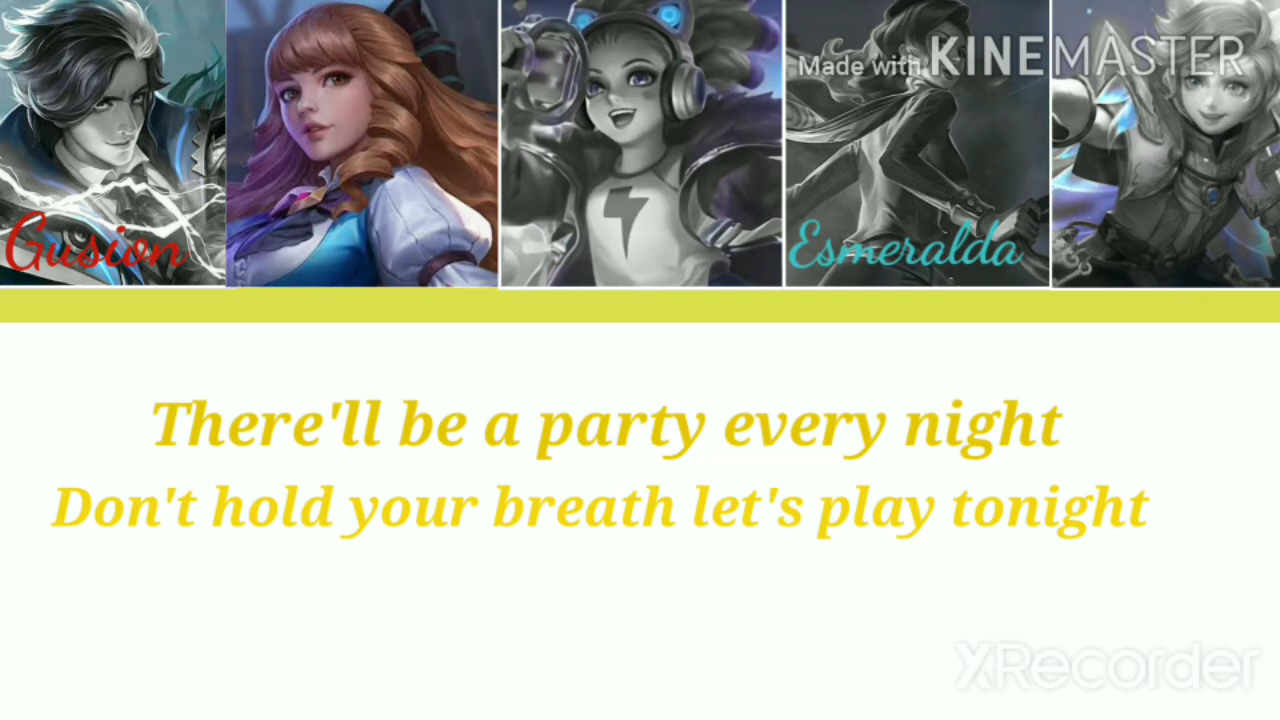 Made with KINEMASTER
Gusion
Esmeralda
There'll be a party every night
Don't hold your breath let's play tonight
XRecorder